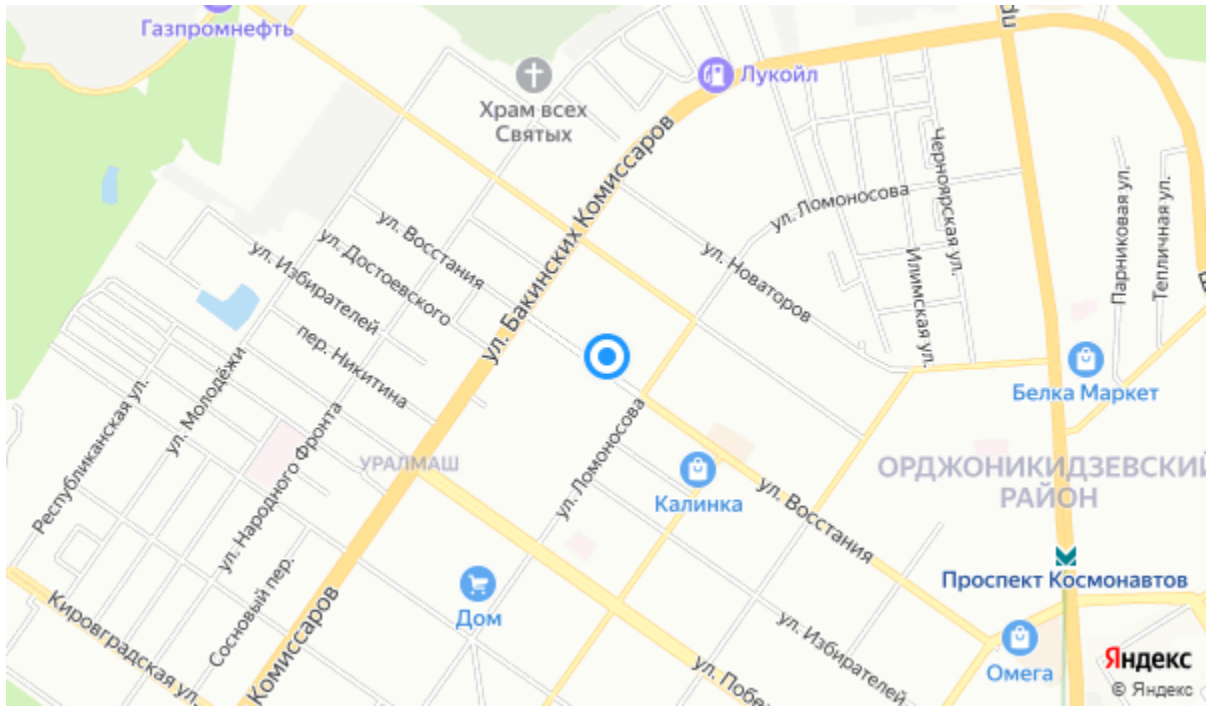 Газпромнефть
Лукойл
Храм всех
Святых
ул. Бакинских Комиссаров
ул. Ломоносова
Черноярская ул.
Парниковая ул.
Тепличная ул.
ул. Восстания
ул. Достоевского
ул. Избирателей
ул. Новаторов
Илимская ул.
пер. Никитина
ул. Молодёжи
Республиканская ул.
ул. Народного Фронта
Белка Маркет
УРАЛМАШ
ул. Ломоносова
Калинка
ул. Восстания
ОРДЖОНИКИДЗЕВСКИЙ
РАЙОН
Сосновый пер.
Дом
Проспект Космонавтов
Кировградская ул.
Комиссаров
ул. Избирателей
Омега
Яндекс
© Яндекс